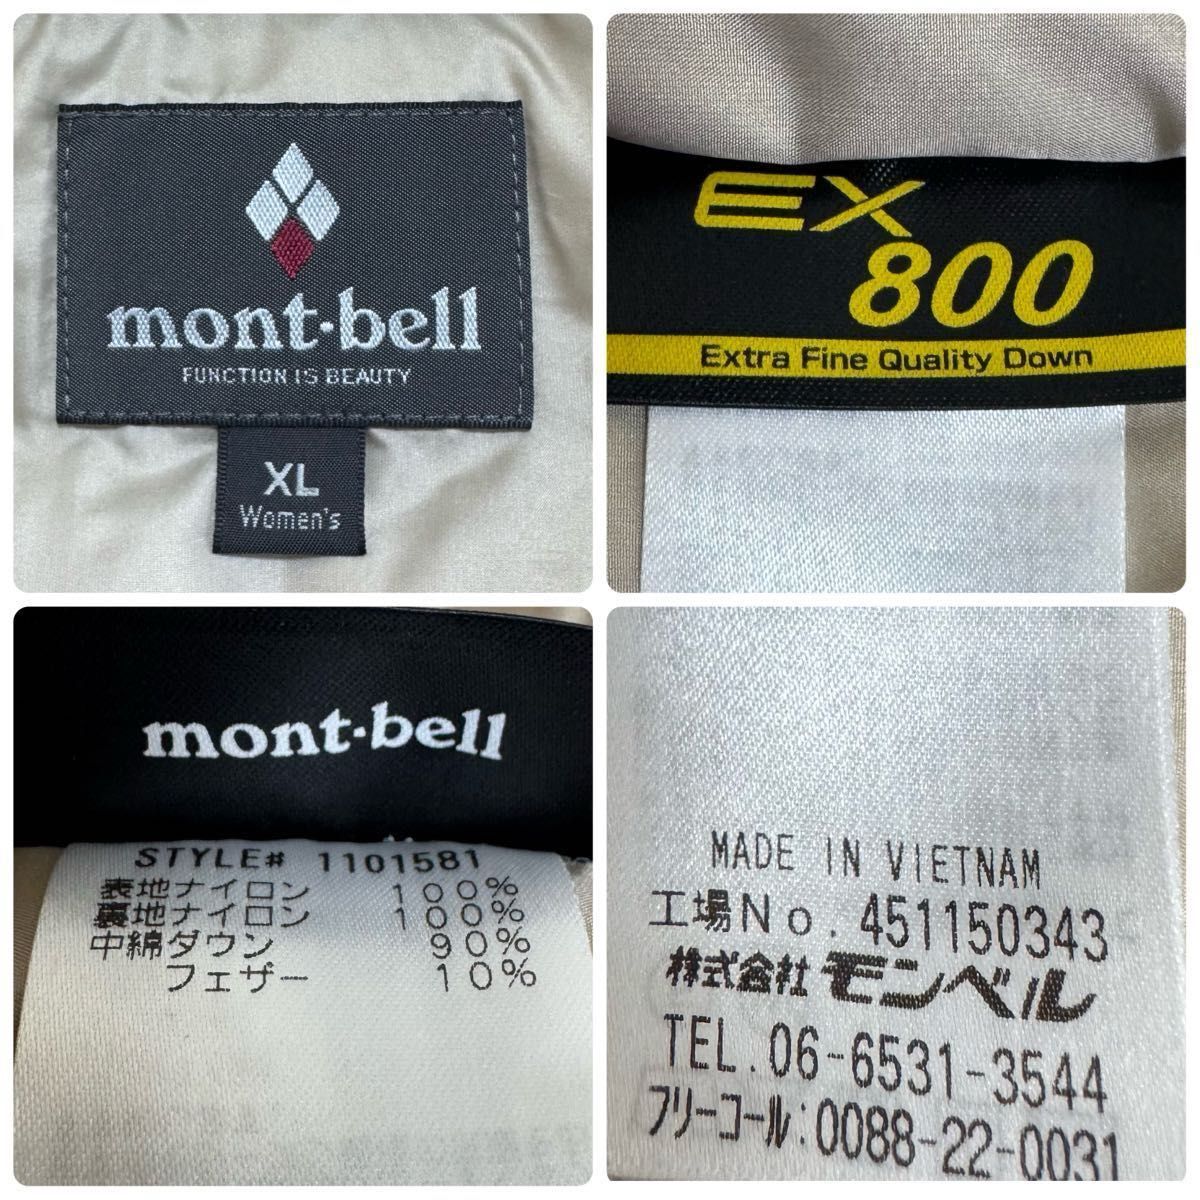 mont-bell
FUNCTION IS BEAUTY
XL
Women's
EX
800
Extra Fine Quality Down
mont-bell
STYLE# 1101581
表地ナイロン 100%
裏地ナイロン 100%
中綿ダウン 90%
フェザー 10%
MADE IN VIETNAM
工場No. 451150343
株式会社モンベル
TEL. 06-6531-3544
フリーコール:0088-22-0031